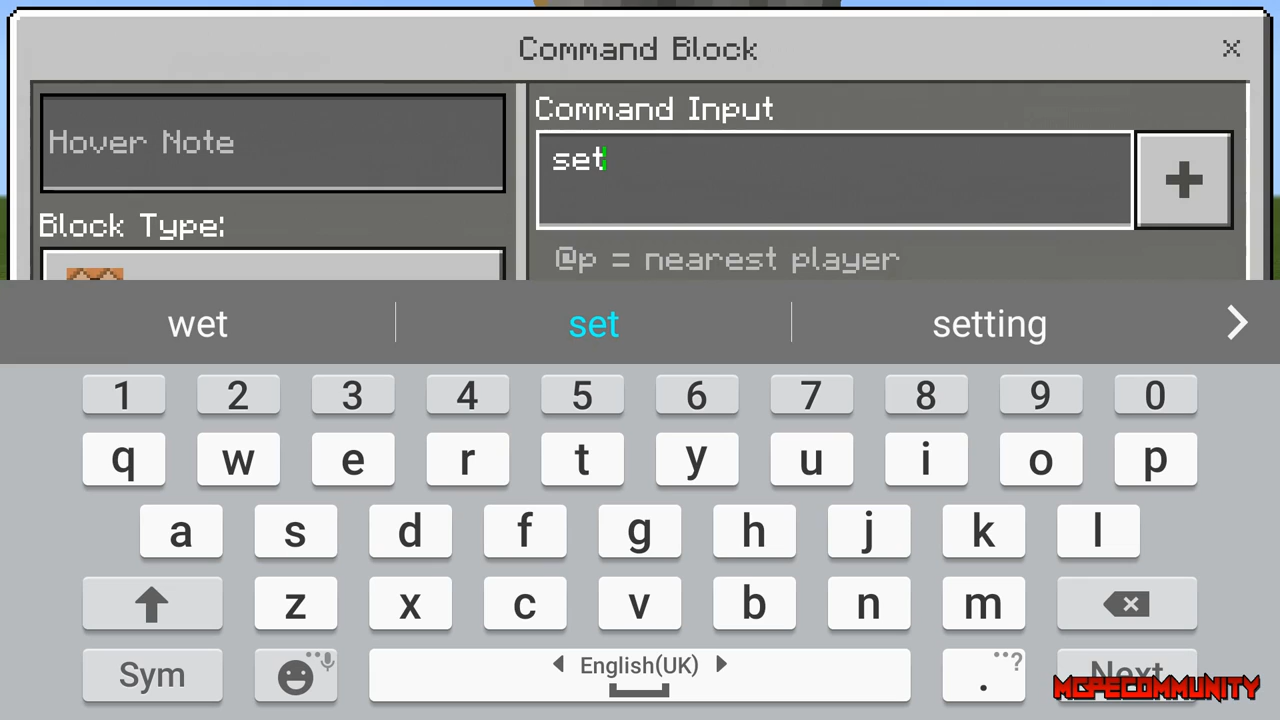 Command Block
Hover Note
Command Input
set
Block Type:
@p = nearest player
wet set setting
1 2 3 4 5 6 7 8 9 0
q w e r t y u i o p
a s d f g h j k l
z x c v b n m
Sym English(UK) . ? Next
MCPECOMMUNITY